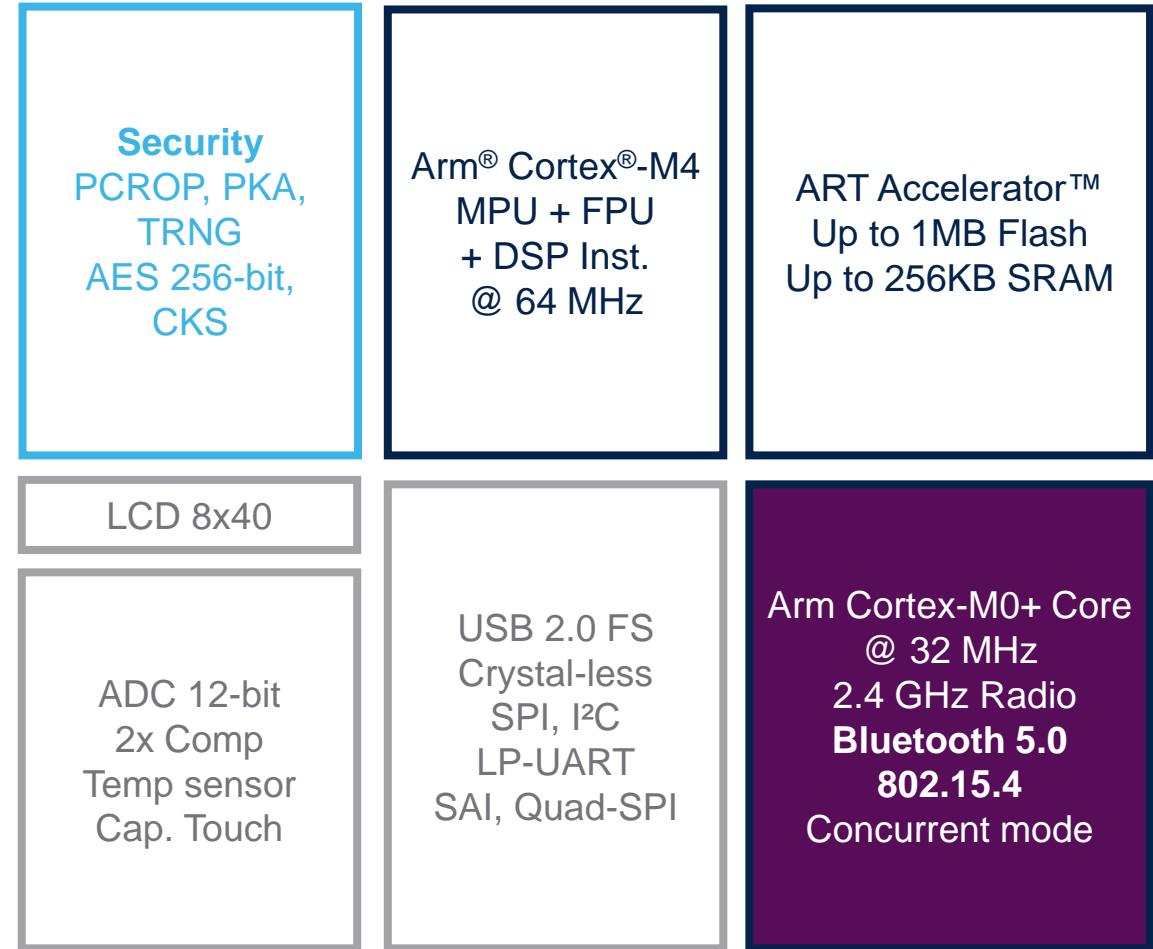 Security
PCROP, PKA,
TRNG
AES 256-bit,
CKS
Arm® Cortex®-M4
MPU + FPU
+ DSP Inst.
@ 64 MHz
ART Accelerator™
Up to 1MB Flash
Up to 256KB SRAM
LCD 8x40
ADC 12-bit
2x Comp
Temp sensor
Cap. Touch
USB 2.0 FS
Crystal-less
SPI, I²C
LP-UART
SAI, Quad-SPI
Arm Cortex-M0+ Core
@ 32 MHz
2.4 GHz Radio
Bluetooth 5.0
802.15.4
Concurrent mode